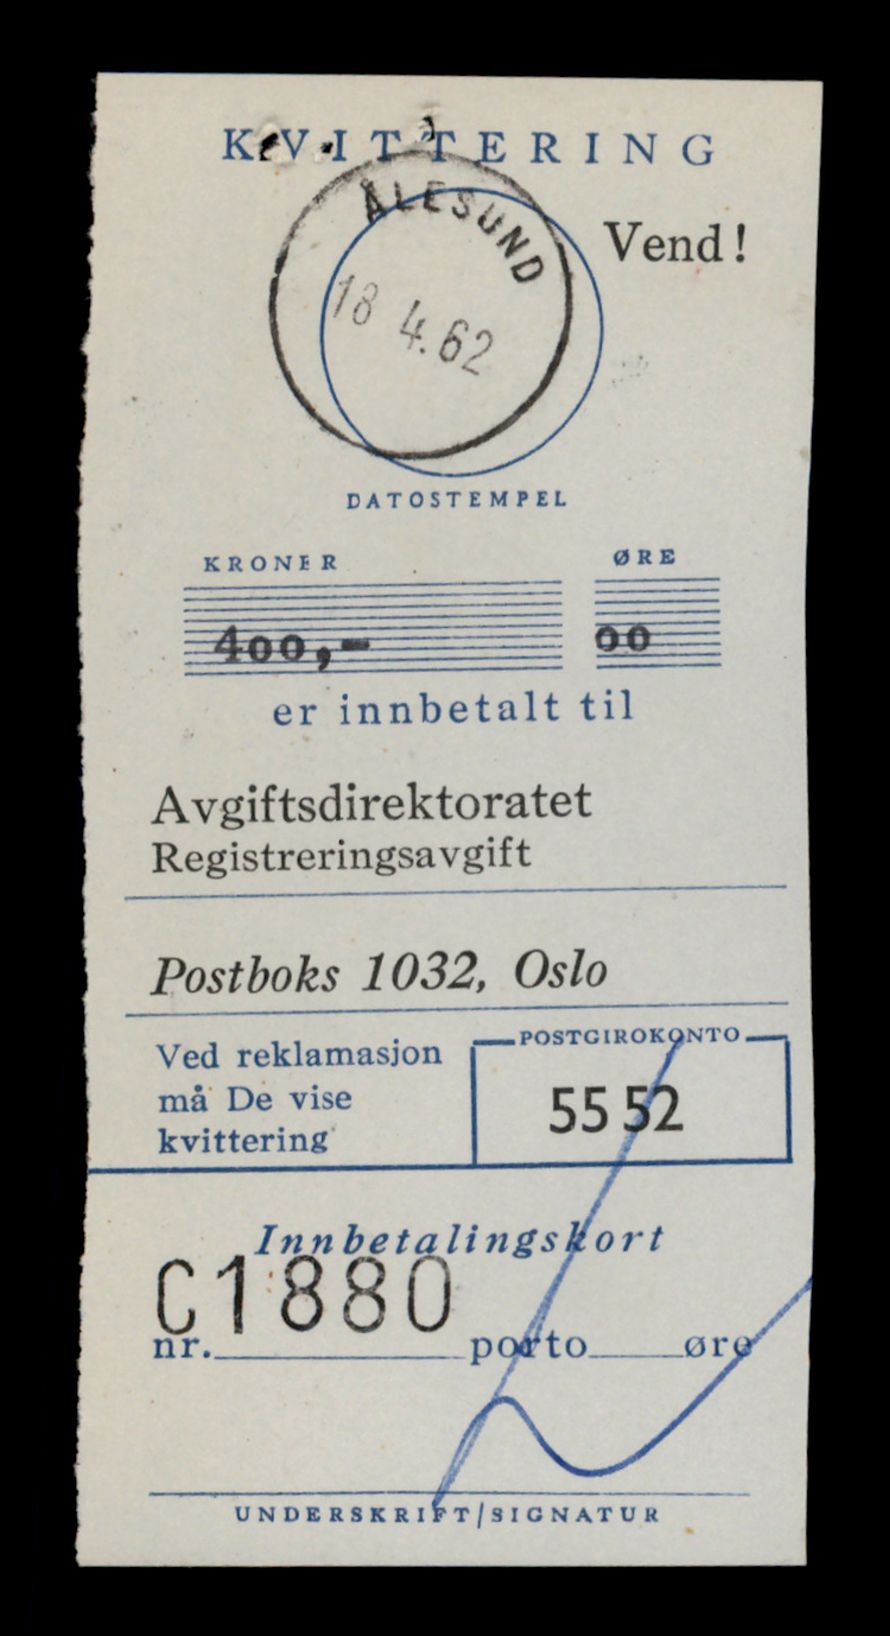 KVITTERING
ÅLESUND
Vend!
18 4.62
DATOSTEMPEL
KRONER ØRE
400,- 00
er innbetalt til
Avgiftsdirektoratet
Registreringsavgift
Postboks 1032, Oslo
Ved reklamasjon
må De vise
kvittering
POSTGIROKONTO
55 52
Innbetalingskort
C1880
nr. porto øre
UNDERSKRIFT/SIGNATUR